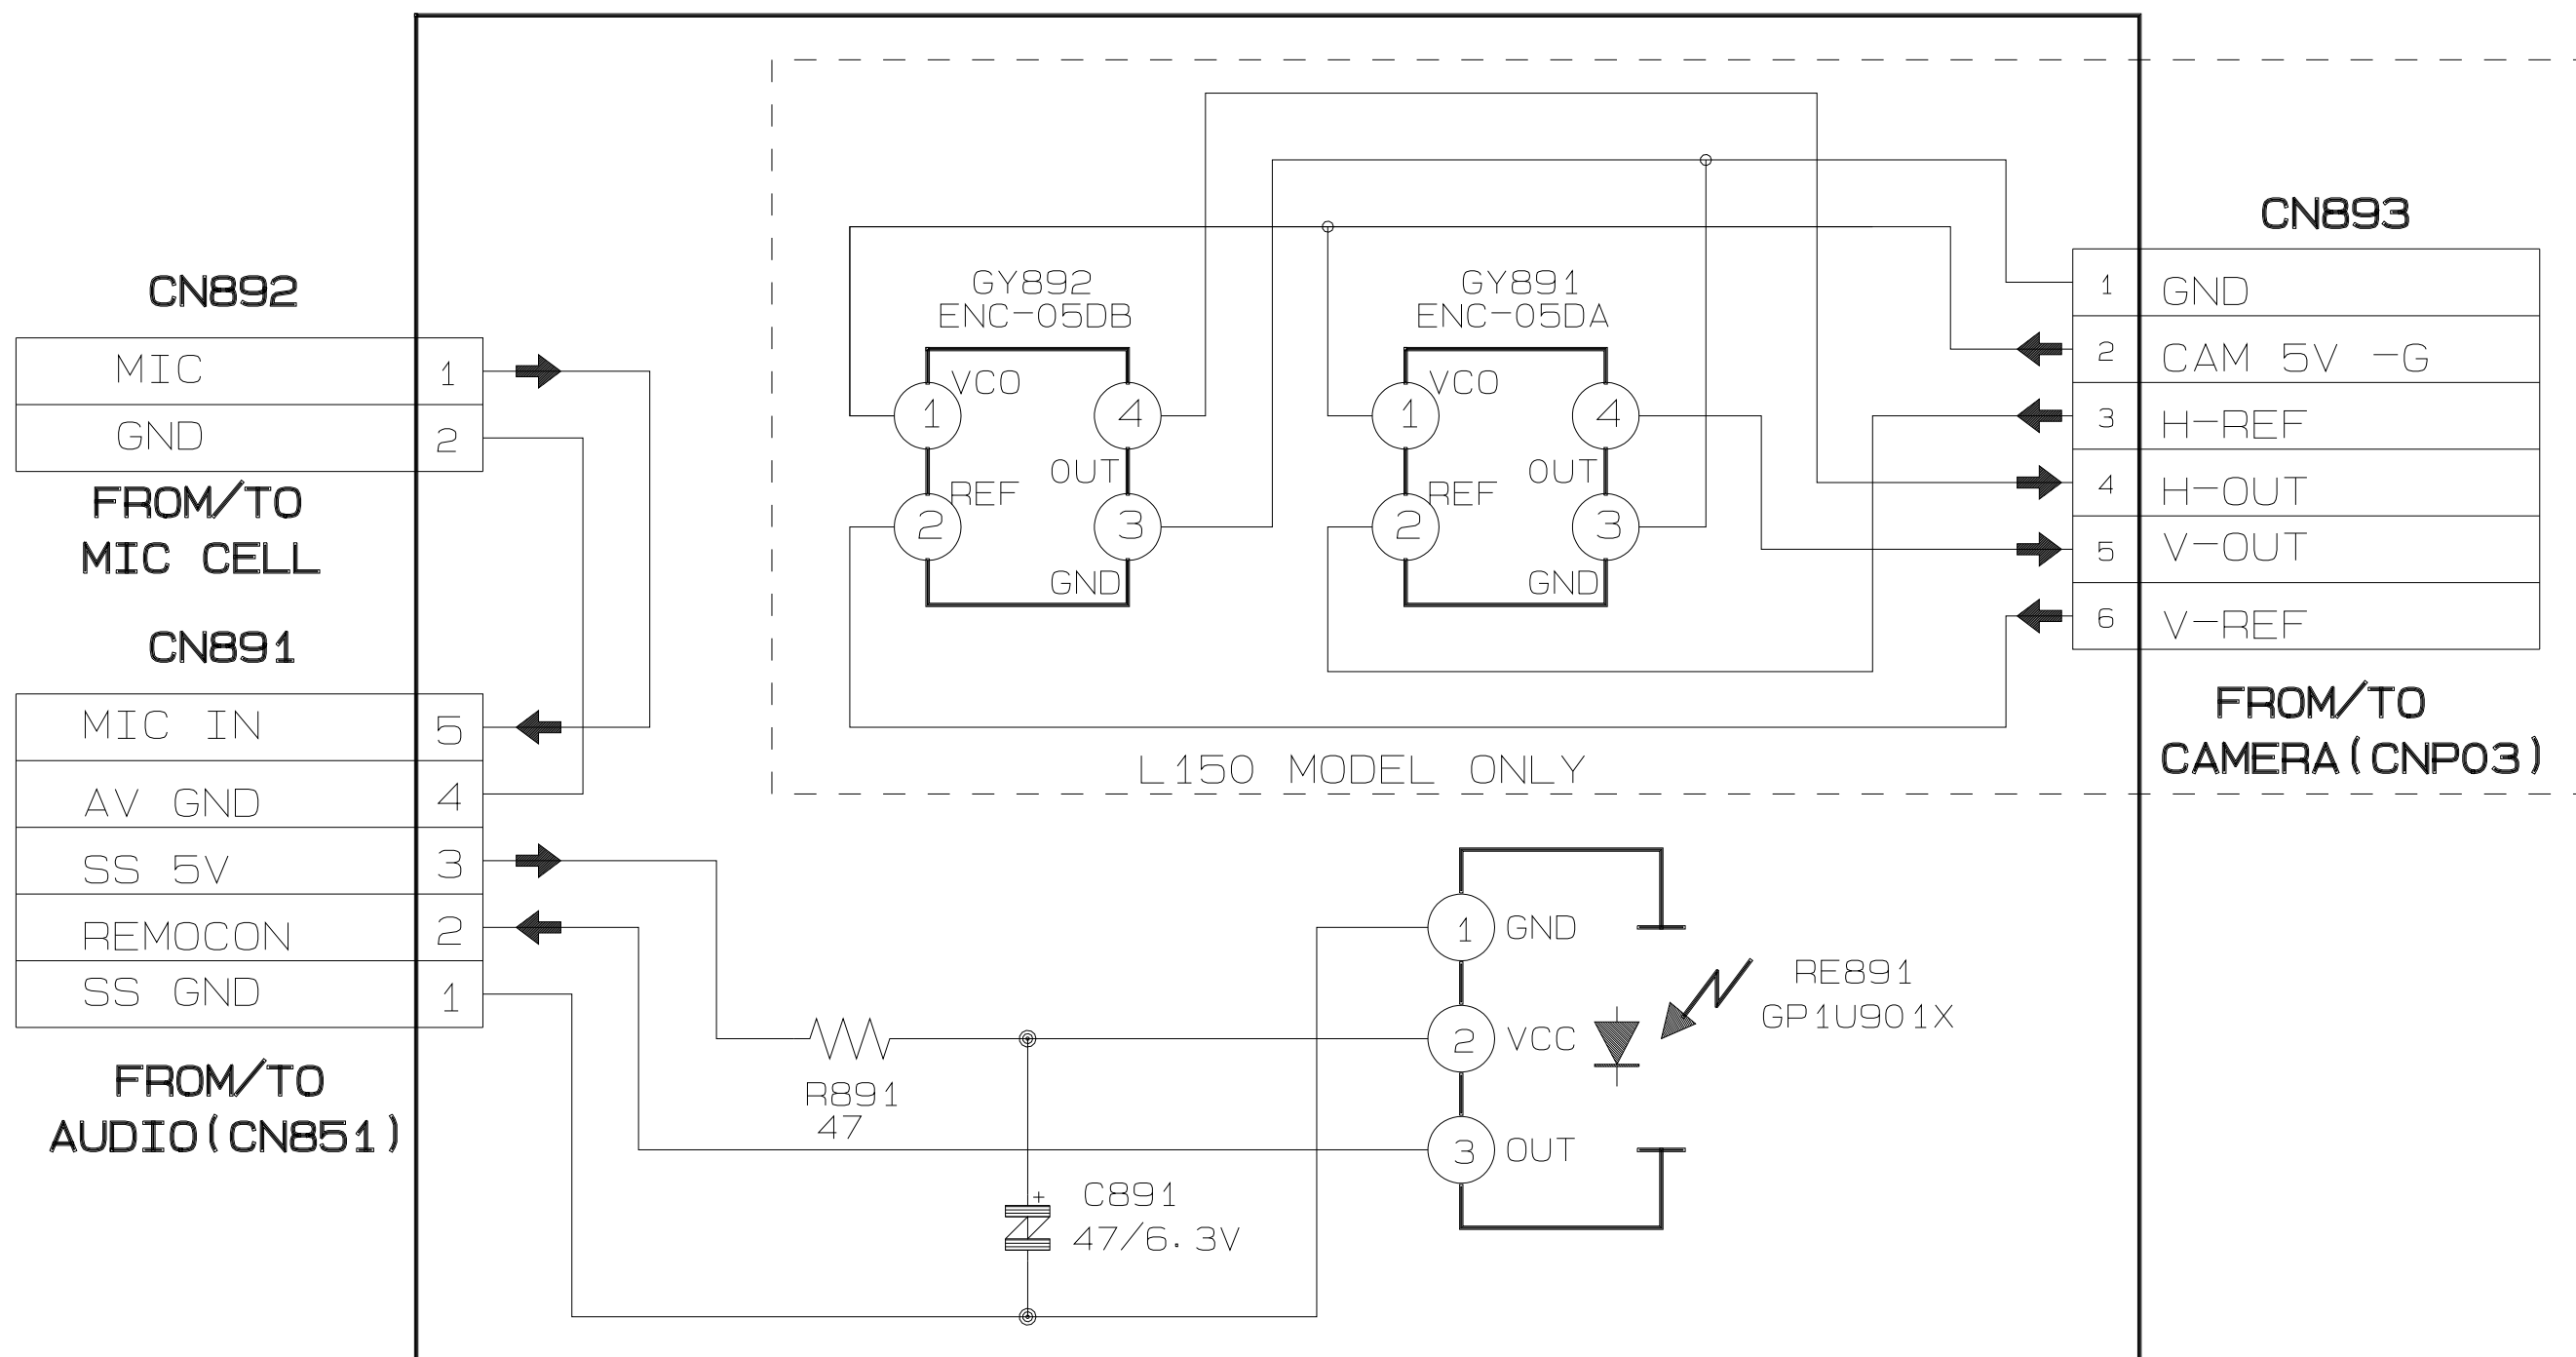 CN892
MIC 1
GND 2
FROM/TO
MIC CELL
CN891
MIC IN 5
AV GND 4
SS 5V 3
REMOCON 2
SS GND 1
FROM/TO
AUDIO(CN851)
GY892
ENC-05DB
1 VCO
4
OUT
2 REF
3
GND
GY891
ENC-05DA
1 VCO
4
OUT
2 REF
3
GND
L150 MODEL ONLY
CN893
1 GND
2 CAM 5V -G
3 H-REF
4 H-OUT
5 V-OUT
6 V-REF
FROM/TO
CAMERA(CNP03)
1 GND
2 VCC
3 OUT
RE891
GP1U901X
R891
47
+
C891
47/6.3V